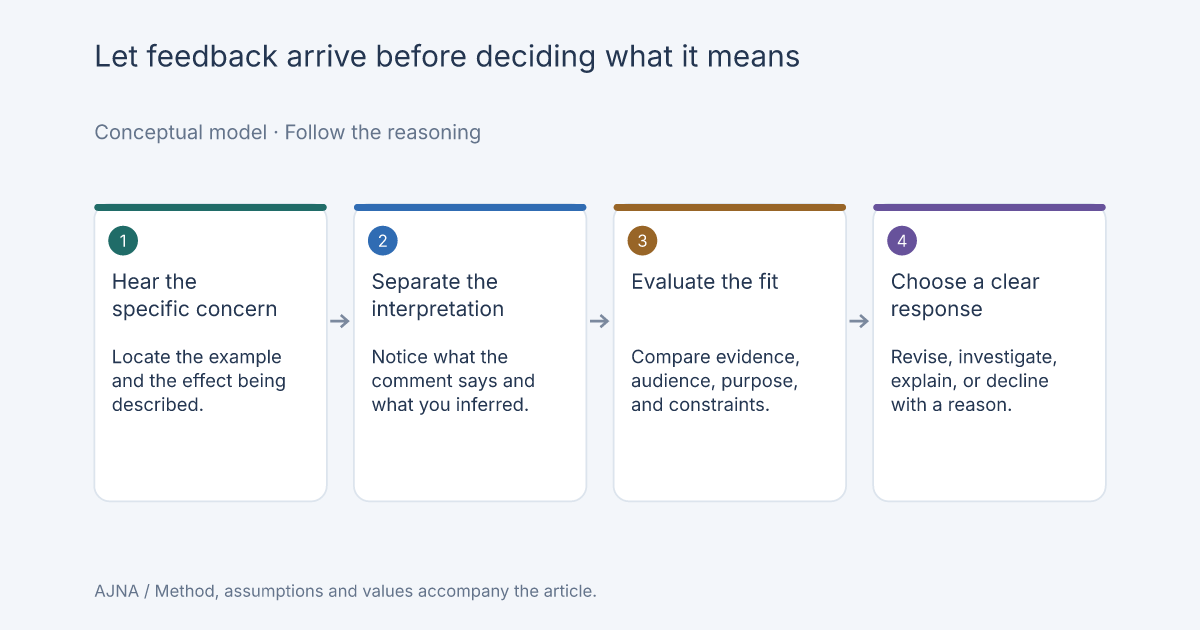 Let feedback arrive before deciding what it means
Conceptual model · Follow the reasoning
1
Hear the
specific concern
Locate the example
and the effect being
described.
2
Separate the
interpretation
Notice what the
comment says and
what you inferred.
3
Evaluate the fit
Compare evidence,
audience, purpose,
and constraints.
4
Choose a clear
response
Revise, investigate,
explain, or decline
with a reason.
AJNA / Method, assumptions and values accompany the article.